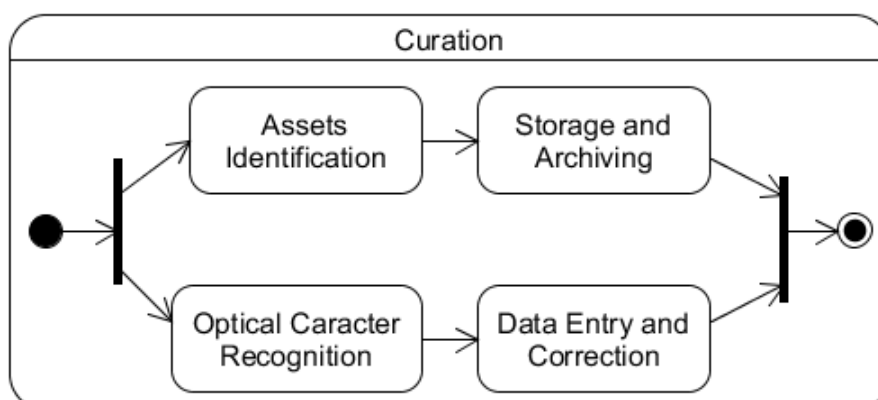 Curation
Assets
Identification
Storage and
Archiving
Optical Caracter
Recognition
Data Entry and
Correction